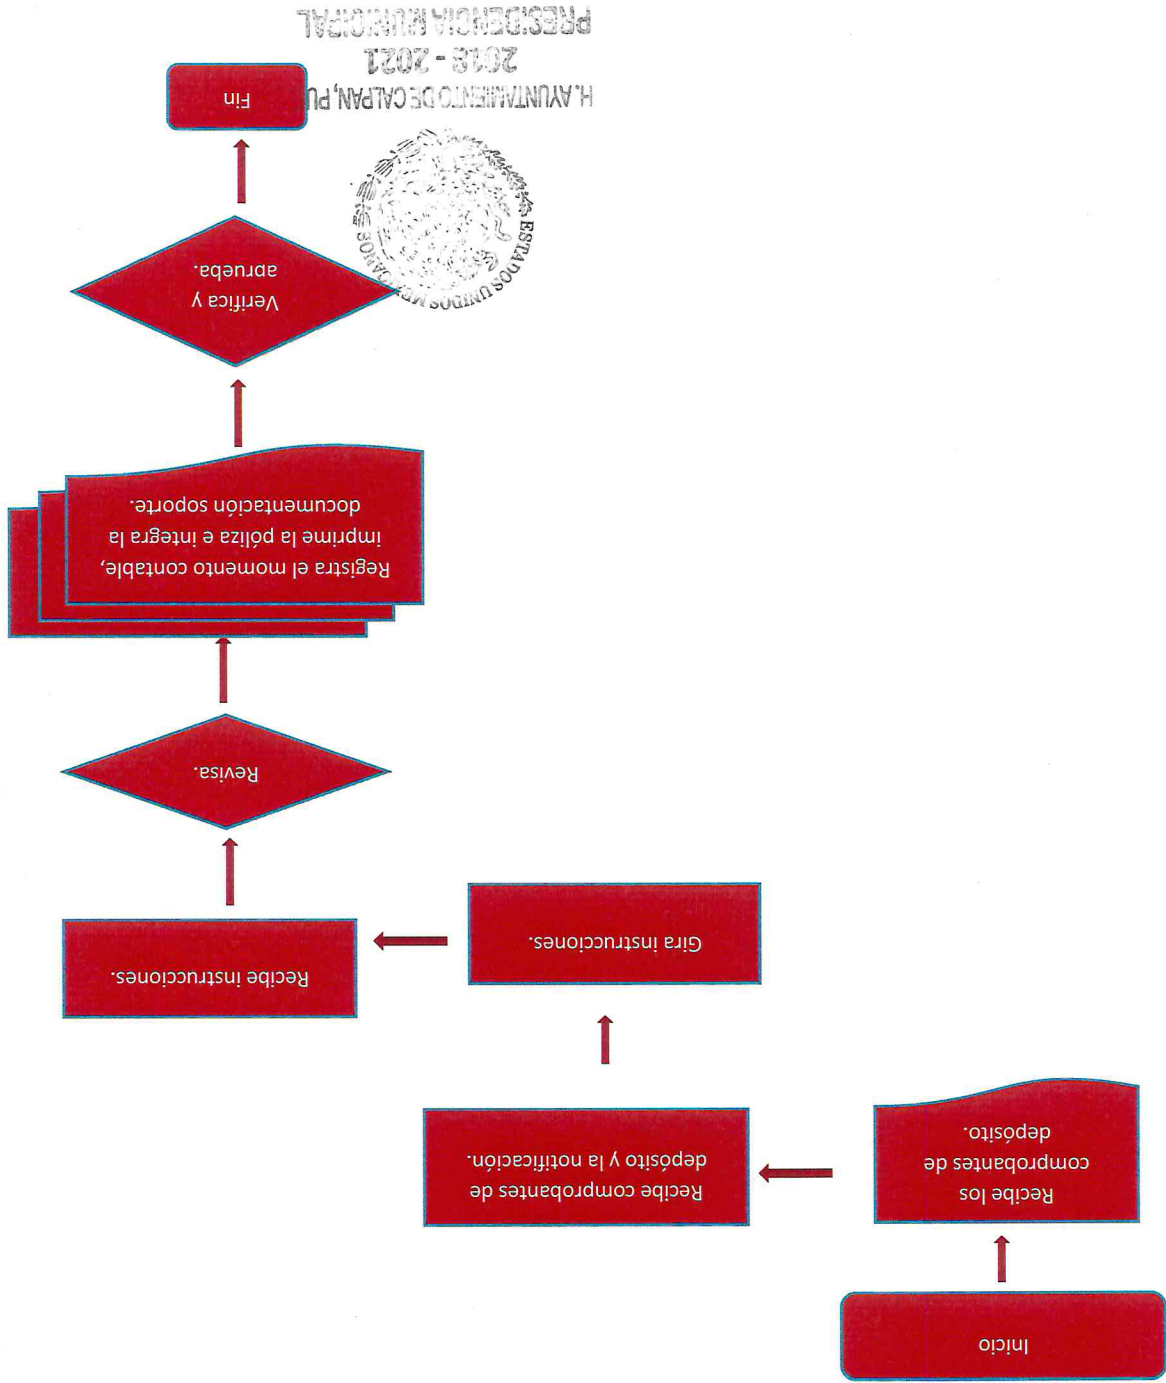 Inicio
Recibe los
comprobantes de
depósito.
Recibe comprobantes de
depósito y la notificación.
Gira instrucciones.
Recibe instrucciones.
Revisa.
Registra el momento contable,
imprime la póliza e integra la
documentación soporte.
Verifica y
aprueba.
Fin
ESTADOS UNIDOS MEXICANOS
H. AYUNTAMIENTO DE CALPAN, PU
2018 - 2021
PRESIDENCIA MUNICIPAL